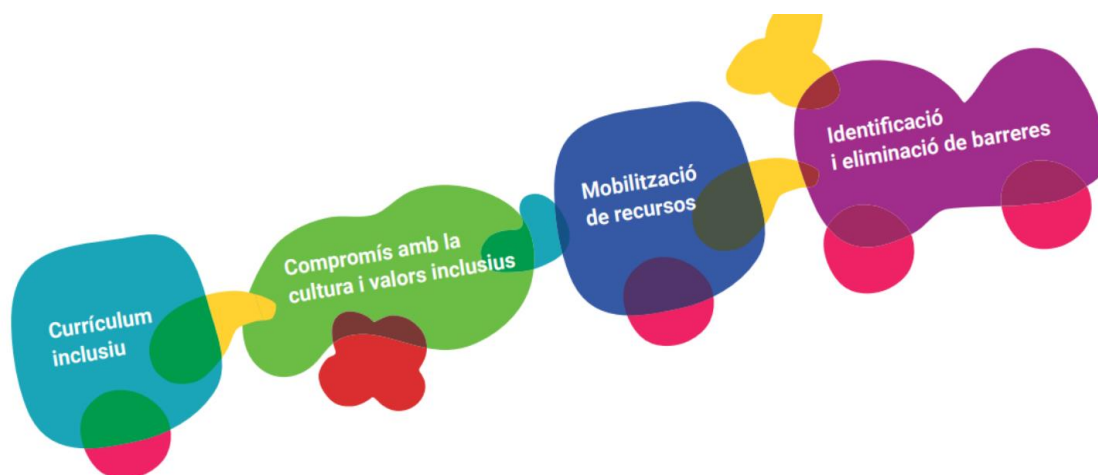 Currículum
inclusiu
Compromís amb la
cultura i valors inclusius
Mobilització
de recursos
Identificació
i eliminació de barreres